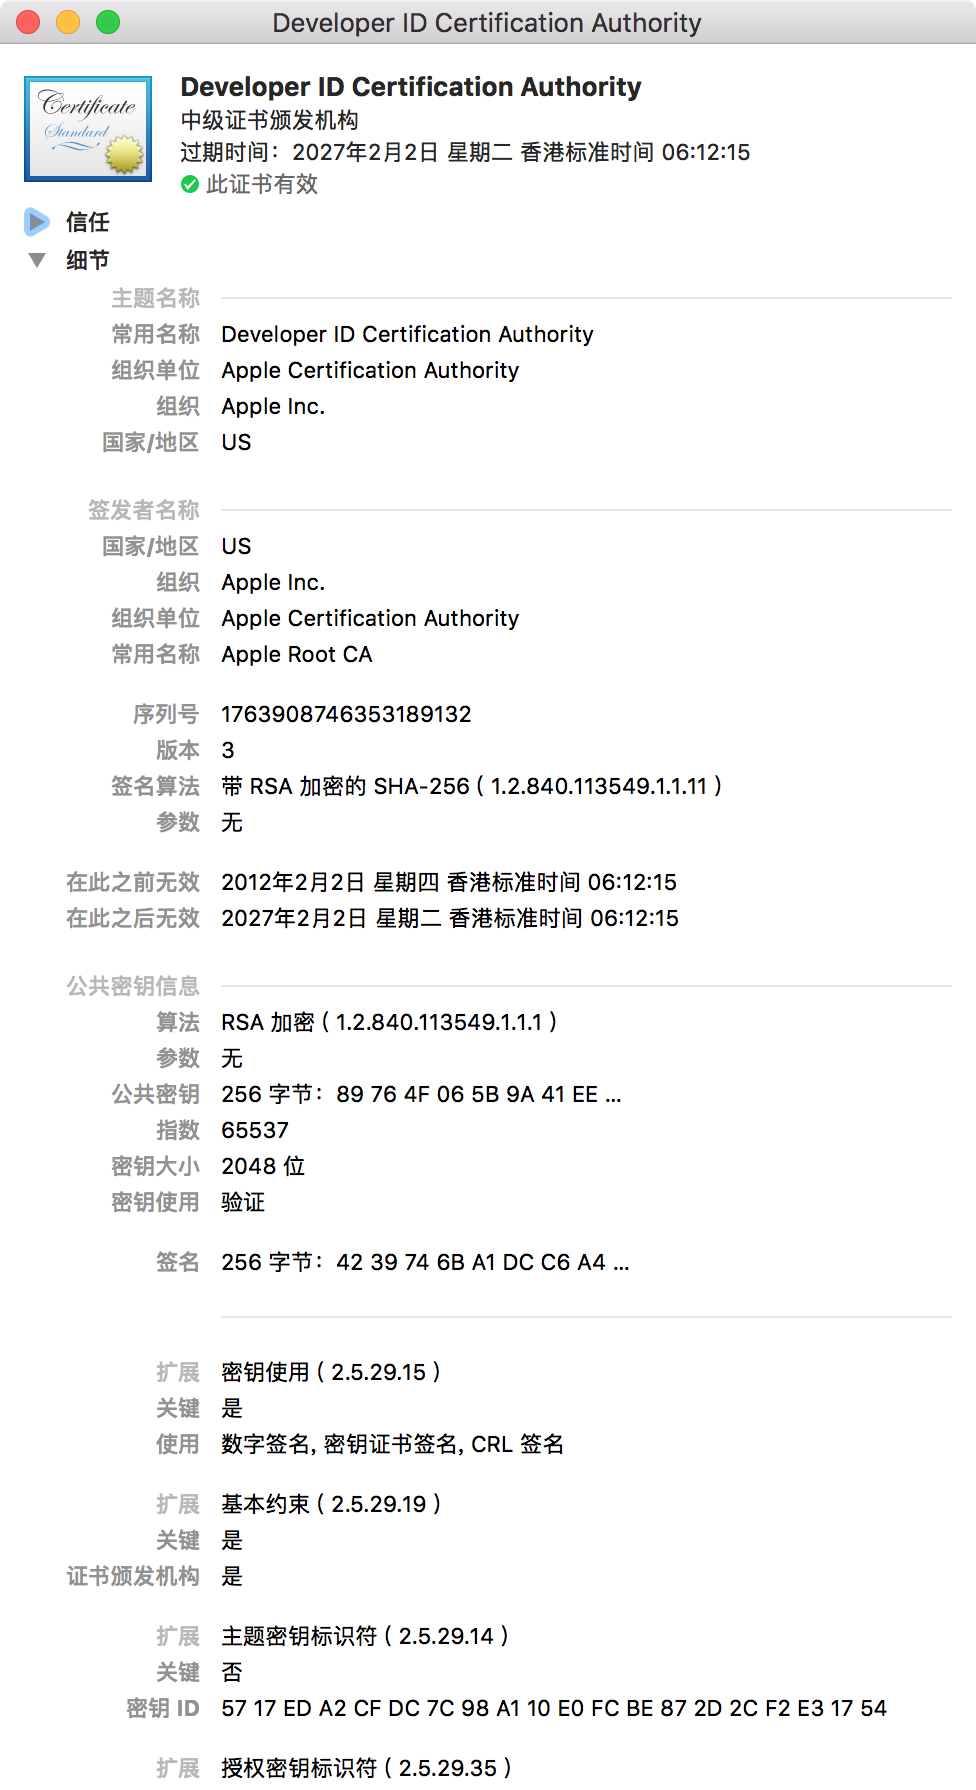 Developer ID Certification Authority
Certificate
Standard
Developer ID Certification Authority
中级证书颁发机构
过期时间：2027年2月2日 星期二 香港标准时间 06:12:15
此证书有效
信任
细节
主题名称
常用名称 Developer ID Certification Authority
组织单位 Apple Certification Authority
组织 Apple Inc.
国家/地区 US
签发者名称
国家/地区 US
组织 Apple Inc.
组织单位 Apple Certification Authority
常用名称 Apple Root CA
序列号 1763908746353189132
版本 3
签名算法 带 RSA 加密的 SHA-256 ( 1.2.840.113549.1.1.11 )
参数 无
在此之前无效 2012年2月2日 星期四 香港标准时间 06:12:15
在此之后无效 2027年2月2日 星期二 香港标准时间 06:12:15
公共密钥信息
算法 RSA 加密 ( 1.2.840.113549.1.1.1 )
参数 无
公共密钥 256 字节：89 76 4F 06 5B 9A 41 EE ...
指数 65537
密钥大小 2048 位
密钥使用 验证
签名 256 字节：42 39 74 6B A1 DC C6 A4 ...
扩展 密钥使用 ( 2.5.29.15 )
关键 是
使用 数字签名, 密钥证书签名, CRL 签名
扩展 基本约束 ( 2.5.29.19 )
关键 是
证书颁发机构 是
扩展 主题密钥标识符 ( 2.5.29.14 )
关键 否
密钥 ID 57 17 ED A2 CF DC 7C 98 A1 10 E0 FC BE 87 2D 2C F2 E3 17 54
扩展 授权密钥标识符 ( 2.5.29.35 )